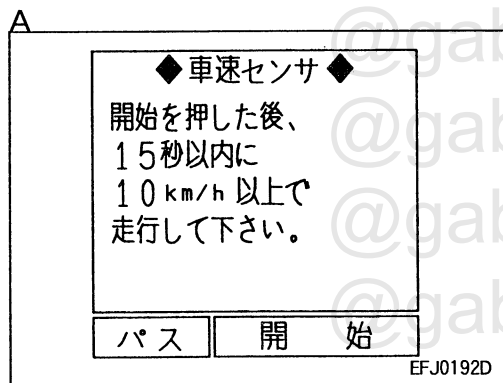 A
◆車速センサ◆
開始を押した後、
15秒以内に
10km/h 以上で
走行して下さい。
パス 開 始
EFJ0192D
@gab
@gab
@gab
@gab